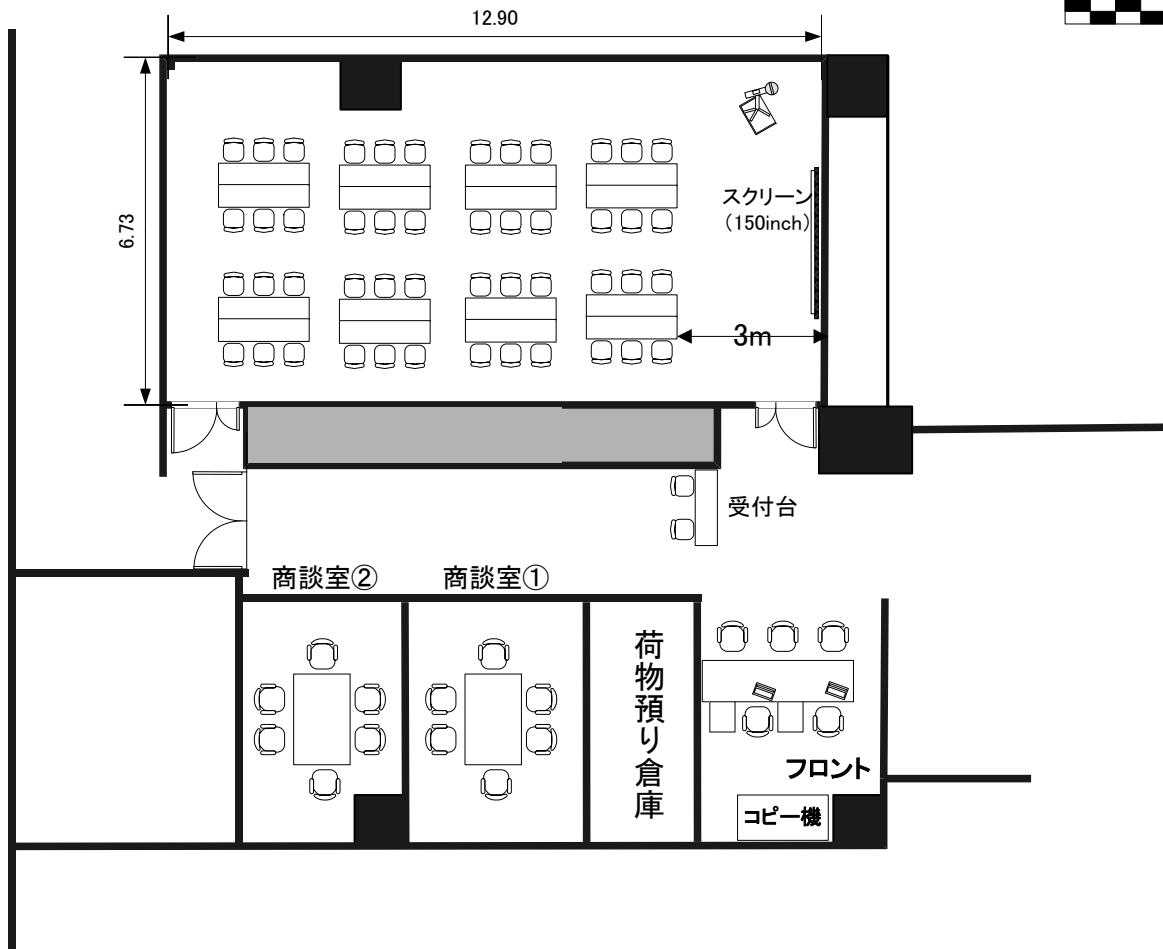 12.90
6.73
スクリーン
（150inch）
3m
受付台
商談室②
商談室①
荷物預り倉庫
フロント
コピー機